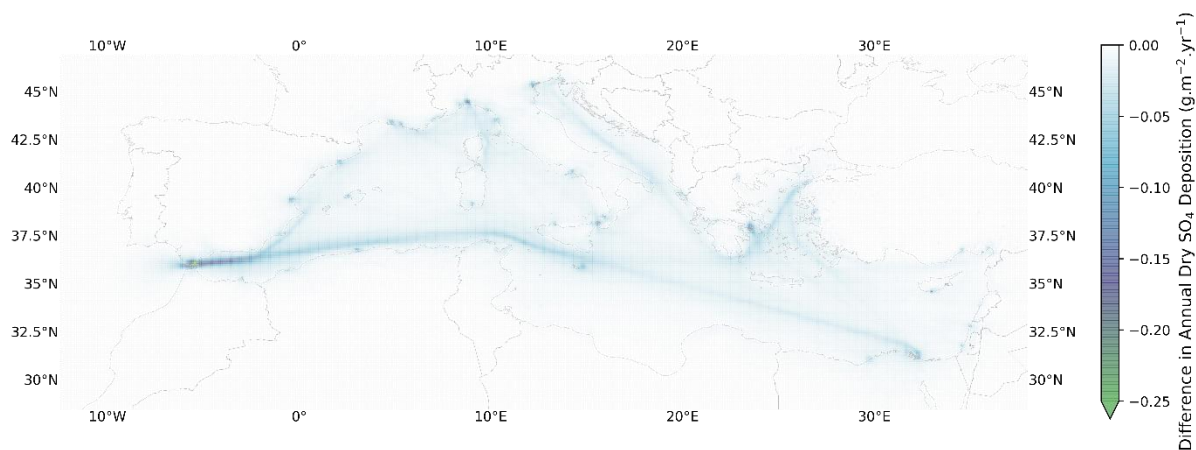 10°W 0° 10°E 20°E 30°E
45°N 45°N
42.5°N 42.5°N
40°N 40°N
37.5°N 37.5°N
35°N 35°N
32.5°N 32.5°N
30°N 30°N
10°W 0° 10°E 20°E 30°E
0.00
−0.05
−0.10
−0.15
−0.20
−0.25
Difference in Annual Dry SO₄ Deposition (g.m⁻².yr⁻¹)